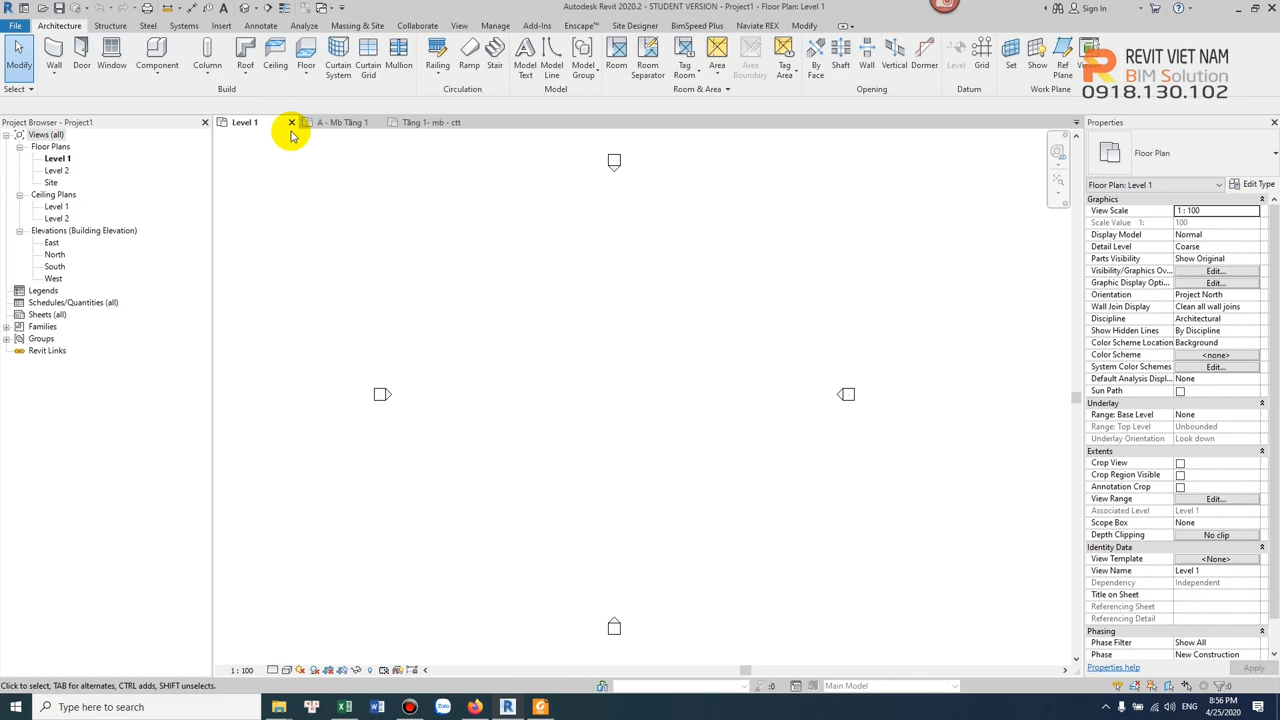 Autodesk Revit 2020.2 - STUDENT VERSION - Project1 - Floor Plan: Level 1
Sign In
File Architecture Structure Steel Systems Insert Annotate Analyze Massing & Site Collaborate View Manage Add-Ins Enscape™ Site Designer BimSpeed Plus Naviate REX Modify
Modify Wall Door Window Component Column Roof Ceiling Floor Curtain System Curtain Grid Mullion Railing Ramp Stair Model Text Model Line Model Group Room Room Separator Tag Room Area Area Boundary Tag Area By Face Shaft Wall Vertical Dormer Level Grid Set Show Ref Plane
Select Build Circulation Model Room & Area Opening Datum Work Plane
REVIT VIET NAM
BIM Solution
0918.130.102
Project Browser - Project1
Views (all)
Floor Plans
Level 1
Level 2
Site
Ceiling Plans
Level 1
Level 2
Elevations (Building Elevation)
East
North
South
West
Legends
Schedules/Quantities (all)
Sheets (all)
Families
Groups
Revit Links
Level 1 A - Mb Tầng 1 Tầng 1- mb - ctt
Properties
Floor Plan
Floor Plan: Level 1 Edit Type
Graphics
View Scale 1 : 100
Scale Value 1: 100
Display Model Normal
Detail Level Coarse
Parts Visibility Show Original
Visibility/Graphics Ov... Edit...
Graphic Display Optio... Edit...
Orientation Project North
Wall Join Display Clean all wall joins
Discipline Architectural
Show Hidden Lines By Discipline
Color Scheme Location Background
Color Scheme <none>
System Color Schemes Edit...
Default Analysis Displ... None
Sun Path
Underlay
Range: Base Level None
Range: Top Level Unbounded
Underlay Orientation Look down
Extents
Crop View
Crop Region Visible
Annotation Crop
View Range Edit...
Associated Level Level 1
Scope Box None
Depth Clipping No clip
Identity Data
View Template <None>
View Name Level 1
Dependency Independent
Title on Sheet
Referencing Sheet
Referencing Detail
Phasing
Phase Filter Show All
Phase New Construction
Properties help Apply
1 : 100
Click to select, TAB for alternates, CTRL adds, SHIFT unselects.
:0 Main Model :0
Type here to search
ENG 8:56 PM
4/25/2020